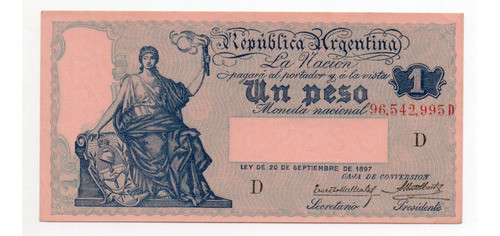 República Argentina
La Nación
pagará al portador y á la vista
Un peso
1
Moneda nacional
96,542,995 D
D
LEY DE 20 DE SEPTIEMBRE DE 1897
CAJA DE CONVERSION
D
Secretario
Presidente